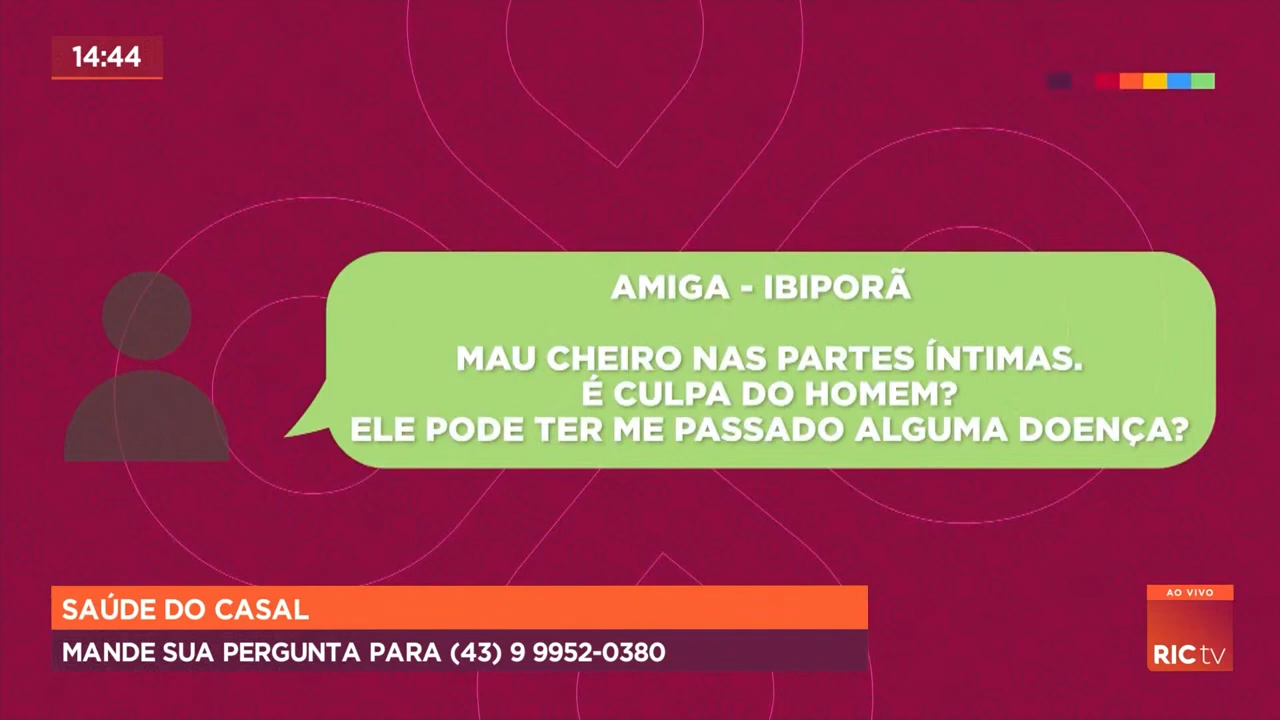 14:44
AMIGA - IBIPORÃ
MAU CHEIRO NAS PARTES ÍNTIMAS.
É CULPA DO HOMEM?
ELE PODE TER ME PASSADO ALGUMA DOENÇA?
SAÚDE DO CASAL
MANDE SUA PERGUNTA PARA (43) 9 9952-0380
AO VIVO
RIC tv